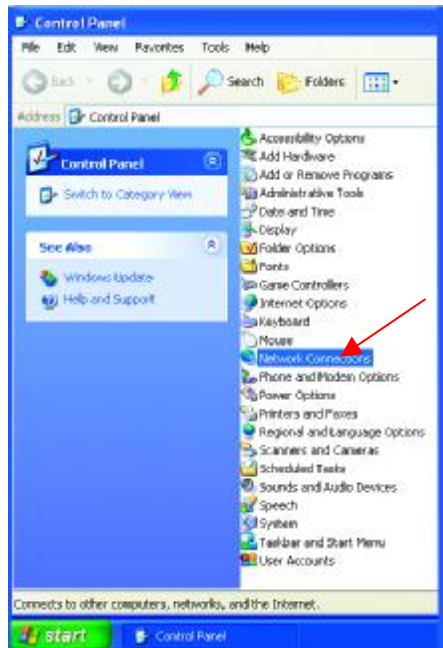 Control Panel
File Edit View Favorites Tools Help
Back Search Folders
Address Control Panel
Control Panel
Switch to Category View
See Also
Windows Update
Help and Support
Accessibility Options
Add Hardware
Add or Remove Programs
Administrative Tools
Date and Time
Display
Folder Options
Fonts
Game Controllers
Internet Options
Keyboard
Mouse
Network Connections
Phone and Modem Options
Power Options
Printers and Faxes
Regional and Language Options
Scanners and Cameras
Scheduled Tasks
Sounds and Audio Devices
Speech
System
Taskbar and Start Menu
User Accounts
Connects to other computers, networks, and the Internet.
start Control Panel